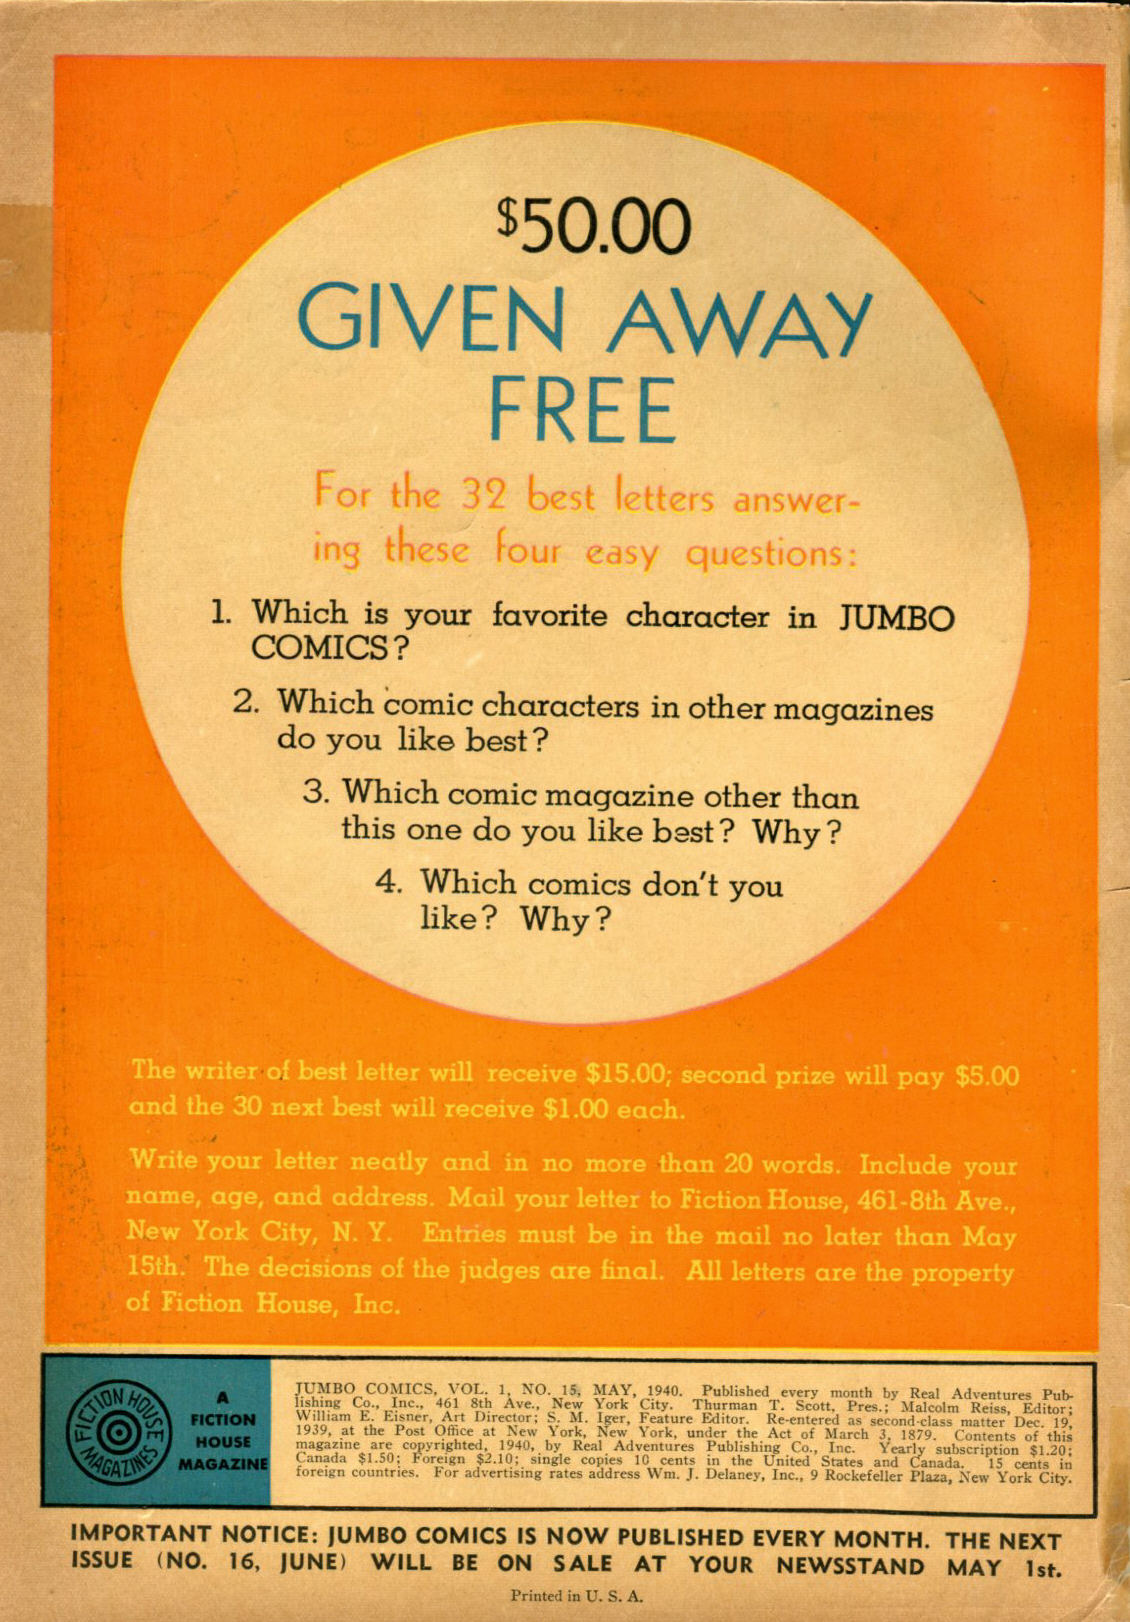 $50.00
GIVEN AWAY
FREE
For the 32 best letters answer-
ing these four easy questions:
1. Which is your favorite character in JUMBO
COMICS?
2. Which comic characters in other magazines
do you like best?
3. Which comic magazine other than
this one do you like best? Why?
4. Which comics don't you
like? Why?
The writer of best letter will receive $15.00; second prize will pay $5.00
and the 30 next best will receive $1.00 each.
Write your letter neatly and in no more than 20 words. Include your
name, age, and address. Mail your letter to Fiction House, 461-8th Ave.,
New York City, N. Y. Entries must be in the mail no later than May
15th. The decisions of the judges are final. All letters are the property
of Fiction House, Inc.
FICTION HOUSE
MAGAZINES
A
FICTION
HOUSE
MAGAZINE
JUMBO COMICS, VOL. 1, NO. 15, MAY, 1940. Published every month by Real Adventures Pub-
lishing Co., Inc., 461 8th Ave., New York City. Thurman T. Scott, Pres.; Malcolm Reiss, Editor;
William E. Eisner, Art Director; S. M. Iger, Feature Editor. Re-entered as second-class matter Dec. 19,
1939, at the Post Office at New York, New York, under the Act of March 3, 1879. Contents of this
magazine are copyrighted, 1940, by Real Adventures Publishing Co., Inc. Yearly subscription $1.20;
Canada $1.50; Foreign $2.10; single copies 10 cents in the United States and Canada. 15 cents in
foreign countries. For advertising rates address Wm. J. Delaney, Inc., 9 Rockefeller Plaza, New York City.
IMPORTANT NOTICE: JUMBO COMICS IS NOW PUBLISHED EVERY MONTH. THE NEXT
ISSUE (NO. 16, JUNE) WILL BE ON SALE AT YOUR NEWSSTAND MAY 1st.
Printed in U. S. A.